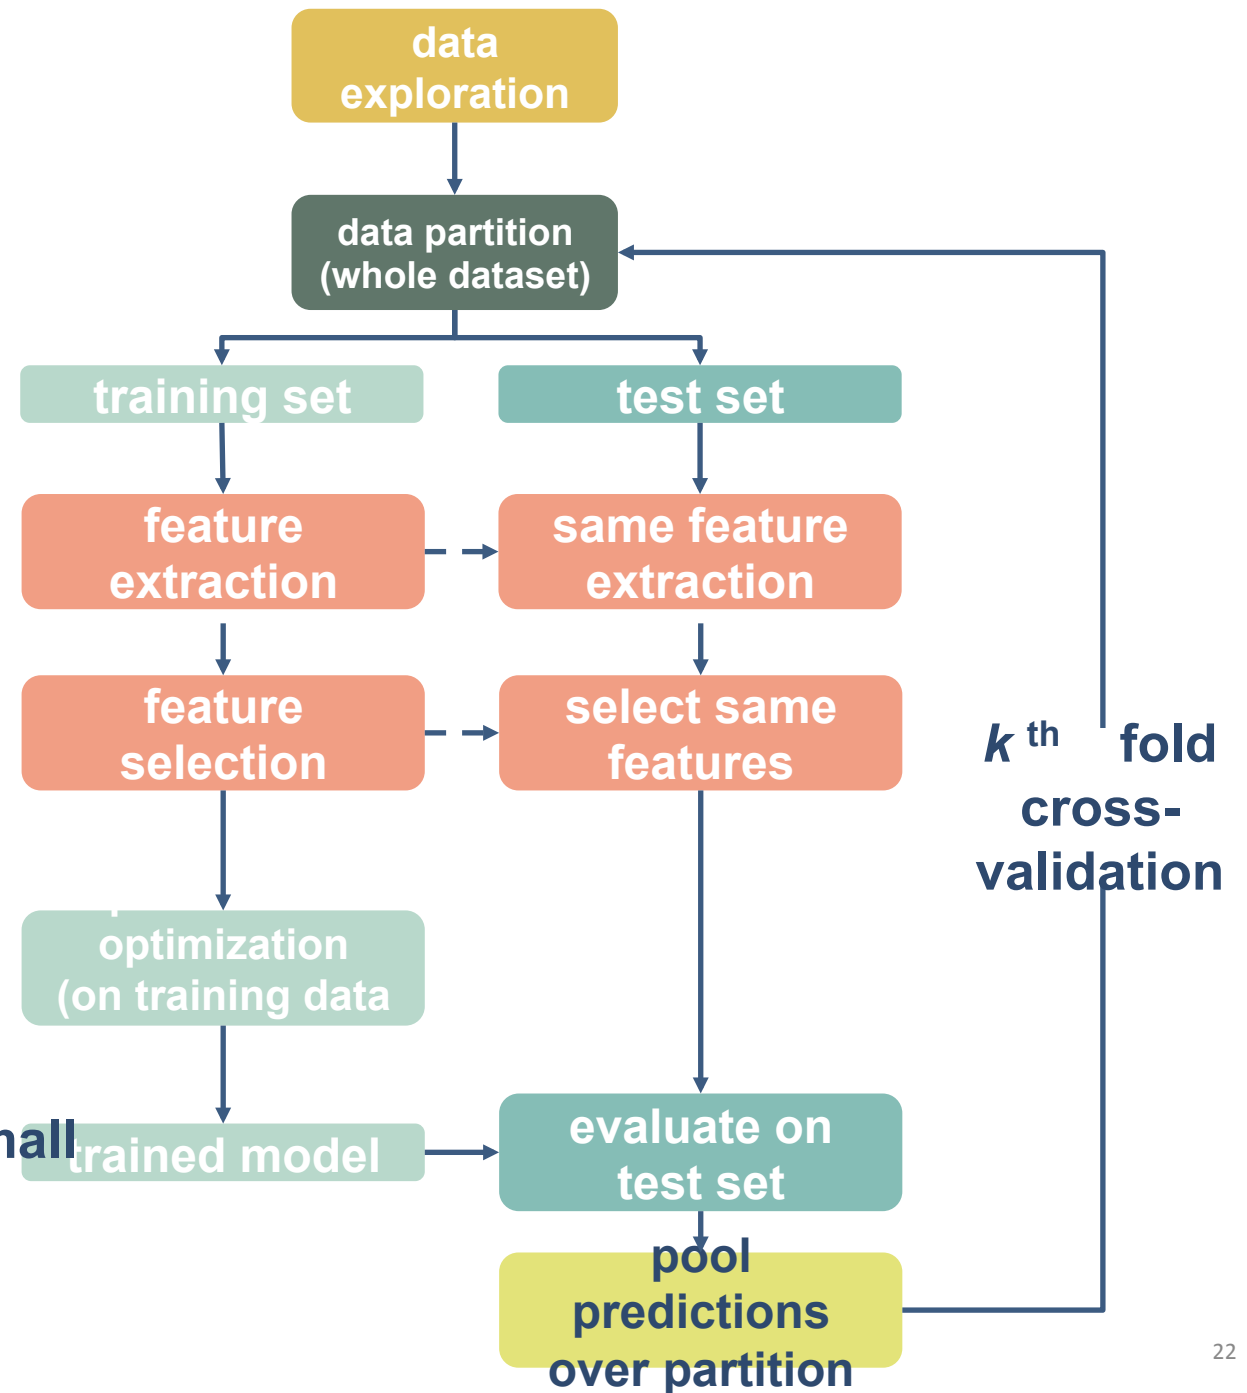 data
exploration
data partition
(whole dataset)
training set
test set
feature
extraction
same feature
extraction
feature
selection
select same
features
k th fold
cross-
validation
optimization
(on training data
trained model
evaluate on
test set
pool
predictions
over partition
22